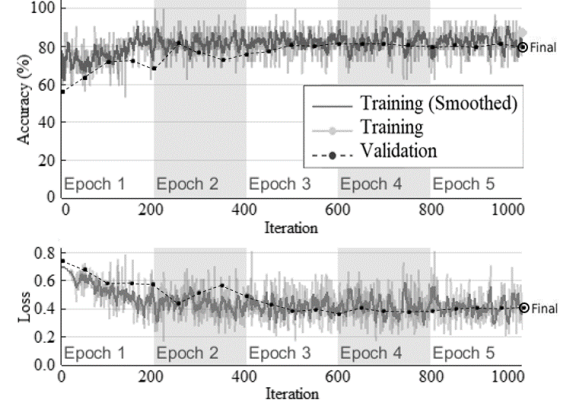 100
80
60
40
20
0
Accuracy (%)
Final
Training (Smoothed)
Training
Validation
Epoch 1 Epoch 2 Epoch 3 Epoch 4 Epoch 5
0 200 400 600 800 1000
Iteration
0.8
0.6
0.4
0.2
0.0
Loss
Final
Epoch 1 Epoch 2 Epoch 3 Epoch 4 Epoch 5
0 200 400 600 800 1000
Iteration